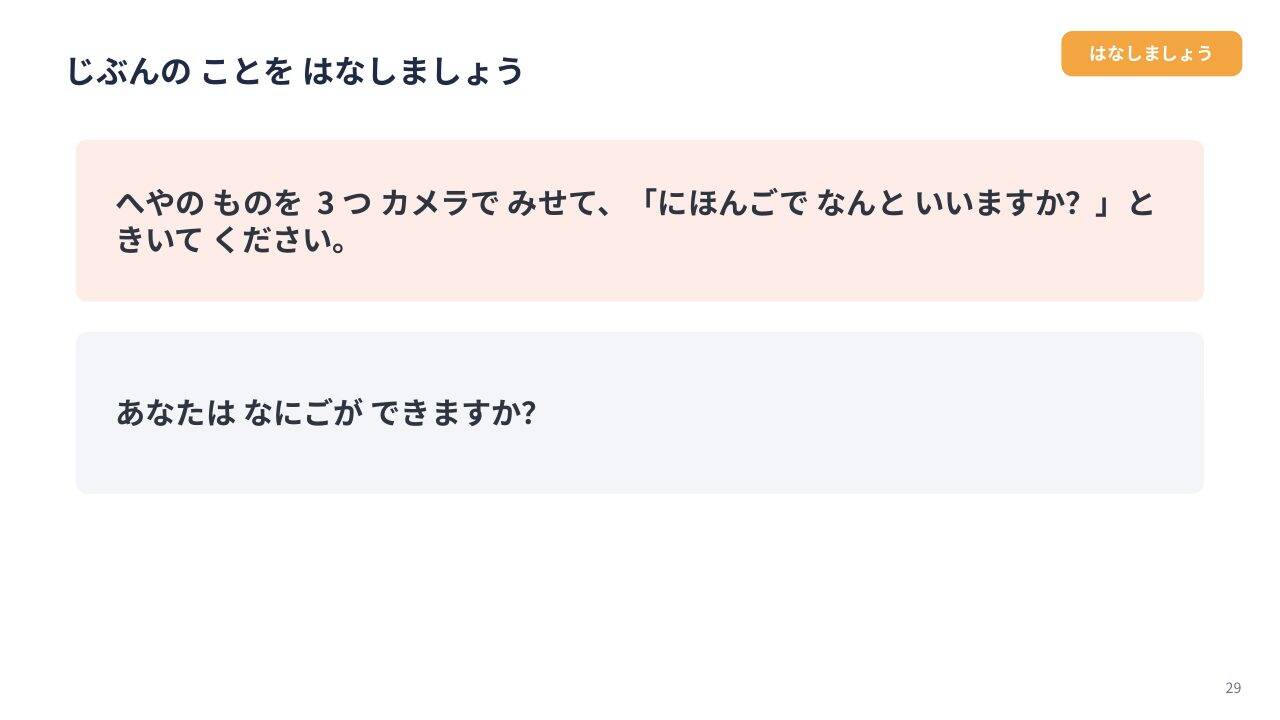 じぶんの ことを はなしましょう
はなしましょう
へやの ものを 3 つ カメラで みせて、「にほんごで なんと いいますか? 」と
きいて ください。
あなたは なにごが できますか?
29